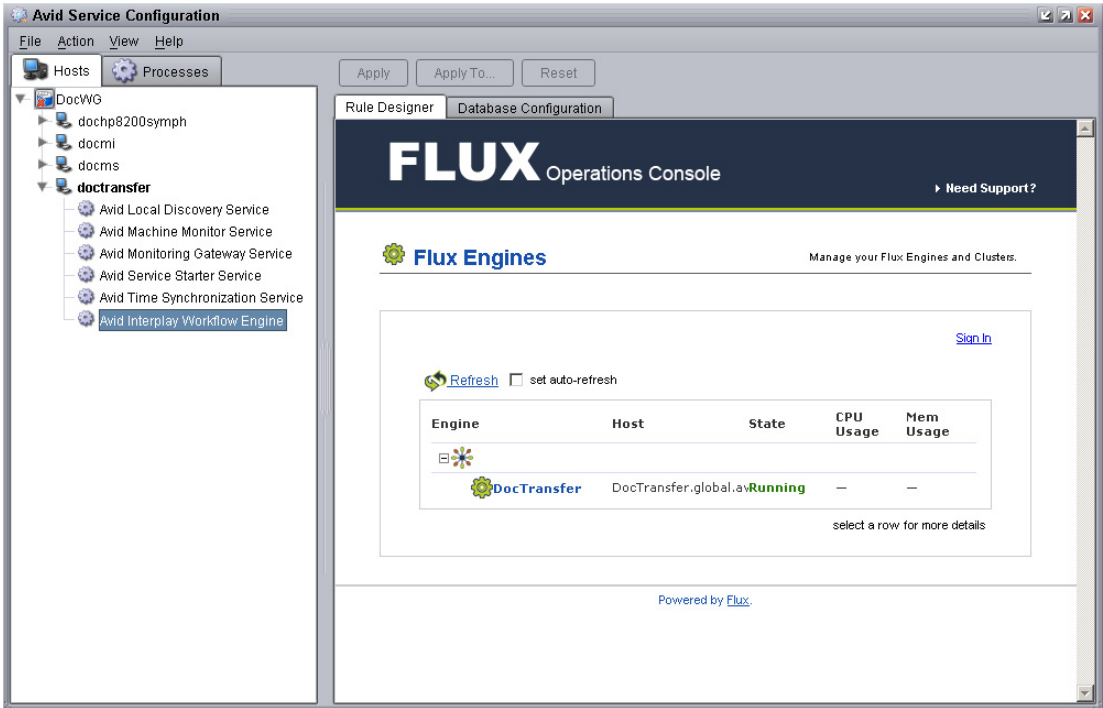 Avid Service Configuration
File Action View Help
Hosts Processes
Apply Apply To... Reset
DocWG
dochp8200symph
docmi
docms
doctransfer
Avid Local Discovery Service
Avid Machine Monitor Service
Avid Monitoring Gateway Service
Avid Service Starter Service
Avid Time Synchronization Service
Avid Interplay Workflow Engine
Rule Designer Database Configuration
FLUX Operations Console
Need Support?
Flux Engines
Manage your Flux Engines and Clusters.
Sign In
Refresh set auto-refresh
Engine Host State CPU Usage Mem Usage
DocTransfer DocTransfer.global.av Running — —
select a row for more details
Powered by Flux.